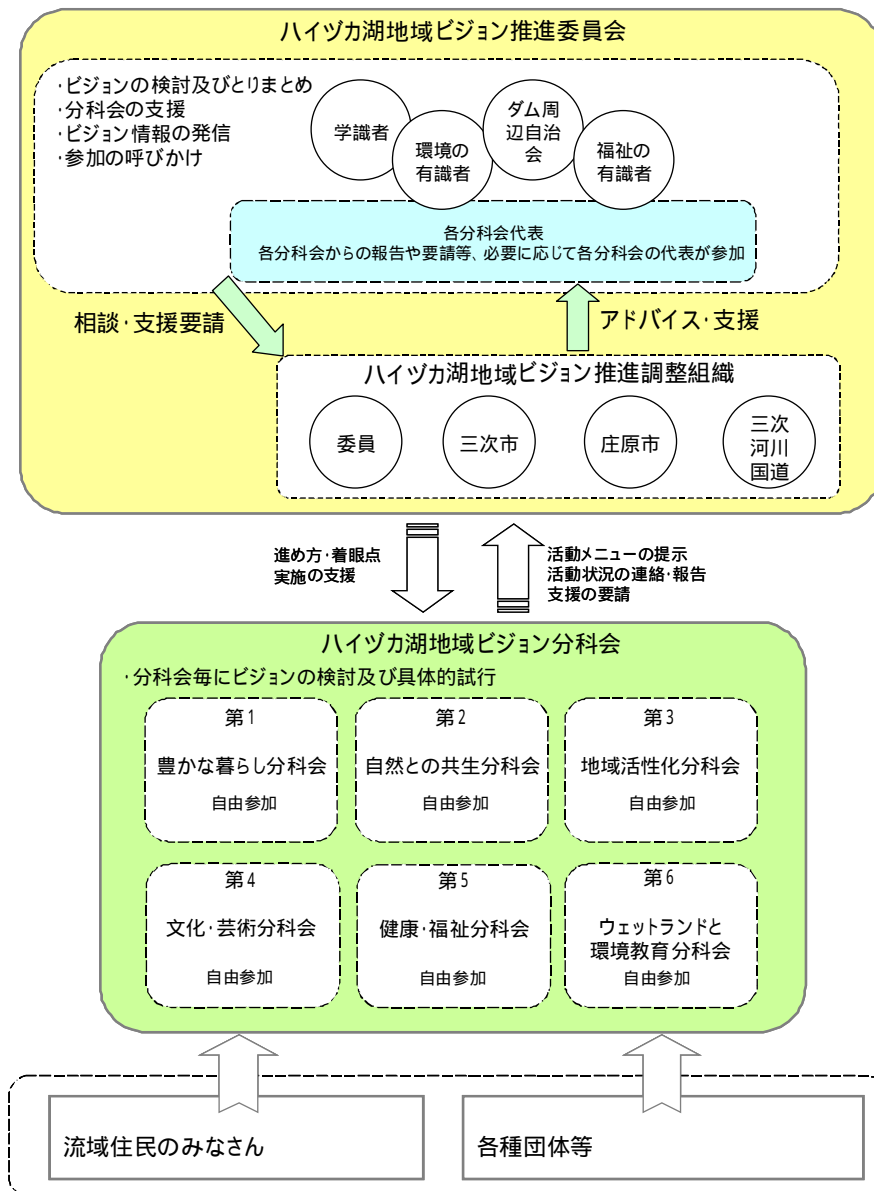 ハイヅカ湖地域ビジョン推進委員会
・ビジョンの検討及びとりまとめ
・分科会の支援
・ビジョン情報の発信
・参加の呼びかけ
学識者
環境の
有識者
ダム周
辺自治
会
福祉の
有識者
各分科会代表
各分科会からの報告や要請等、必要に応じて各分科会の代表が参加
相談・支援要請
アドバイス・支援
ハイヅカ湖地域ビジョン推進調整組織
委員
三次市
庄原市
三次
河川
国道
進め方・着眼点
実施の支援
活動メニューの提示
活動状況の連絡・報告
支援の要請
ハイヅカ湖地域ビジョン分科会
・分科会毎にビジョンの検討及び具体的試行
第1
豊かな暮らし分科会
自由参加
第2
自然との共生分科会
自由参加
第3
地域活性化分科会
自由参加
第4
文化・芸術分科会
自由参加
第5
健康・福祉分科会
自由参加
第6
ウェットランドと
環境教育分科会
自由参加
流域住民のみなさん
各種団体等